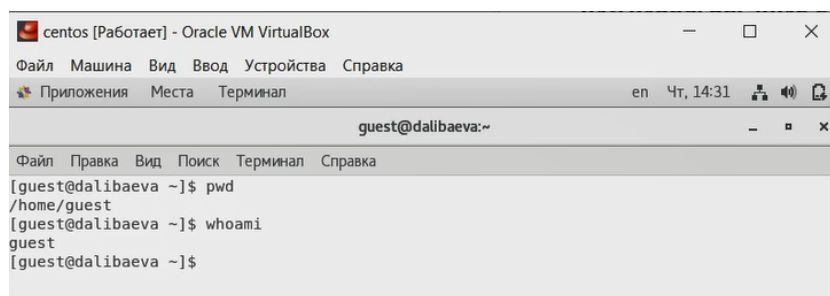 centos [Работает] - Oracle VM VirtualBox
Файл Машина Вид Ввод Устройства Справка
Приложения Места Терминал en Чт, 14:31
guest@dalibaeva:~
Файл Правка Вид Поиск Терминал Справка
[guest@dalibaeva ~]$ pwd
/home/guest
[guest@dalibaeva ~]$ whoami
guest
[guest@dalibaeva ~]$